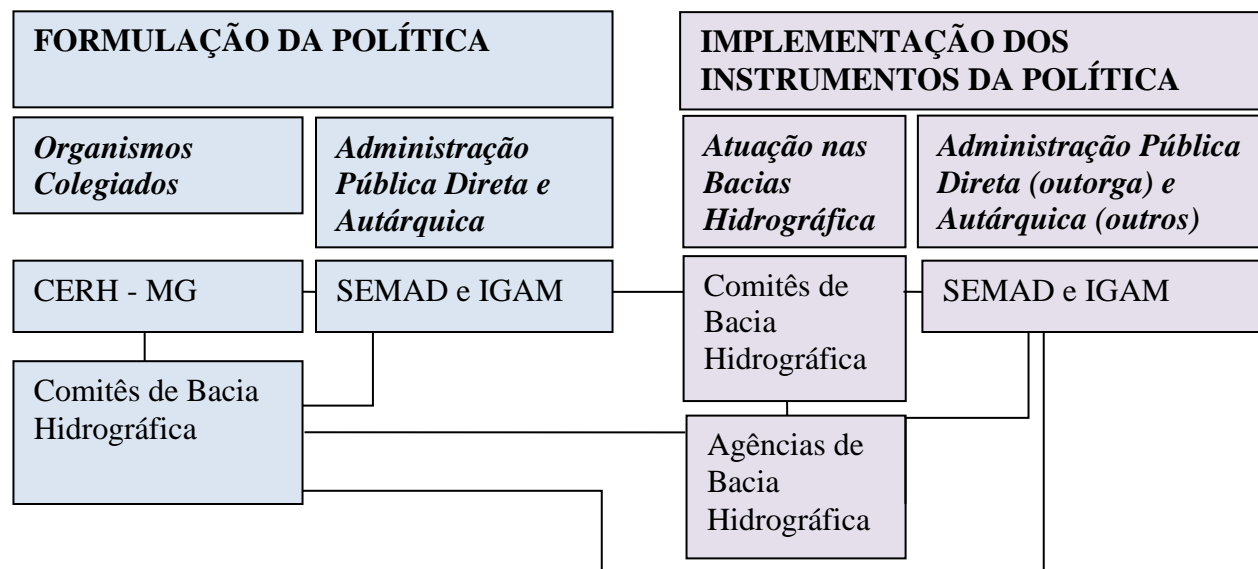 FORMULAÇÃO DA POLÍTICA
IMPLEMENTAÇÃO DOS
INSTRUMENTOS DA POLÍTICA
Organismos
Colegiados
Administração
Pública Direta e
Autárquica
Atuação nas
Bacias
Hidrográfica
Administração Pública
Direta (outorga) e
Autárquica (outros)
CERH - MG
SEMAD e IGAM
Comitês de
Bacia
Hidrográfica
SEMAD e IGAM
Comitês de Bacia
Hidrográfica
Agências de
Bacia
Hidrográfica